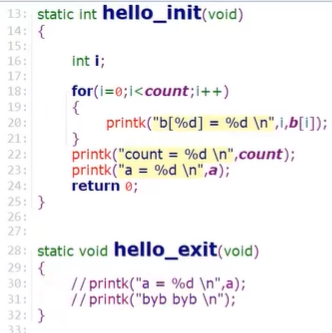 13: static int hello_init(void)
14: {
15:
16: int i;
17:
18: for(i=0;i<count;i++)
19: {
20: printk("b[%d] = %d \n",i,b[i]);
21: }
22: printk("count = %d \n",count);
23: printk("a = %d \n",a);
24: return 0;
25: }
26:
27:
28: static void hello_exit(void)
29: {
30: //printk("a = %d \n",a);
31: //printk("byb byb \n");
32: }
33: